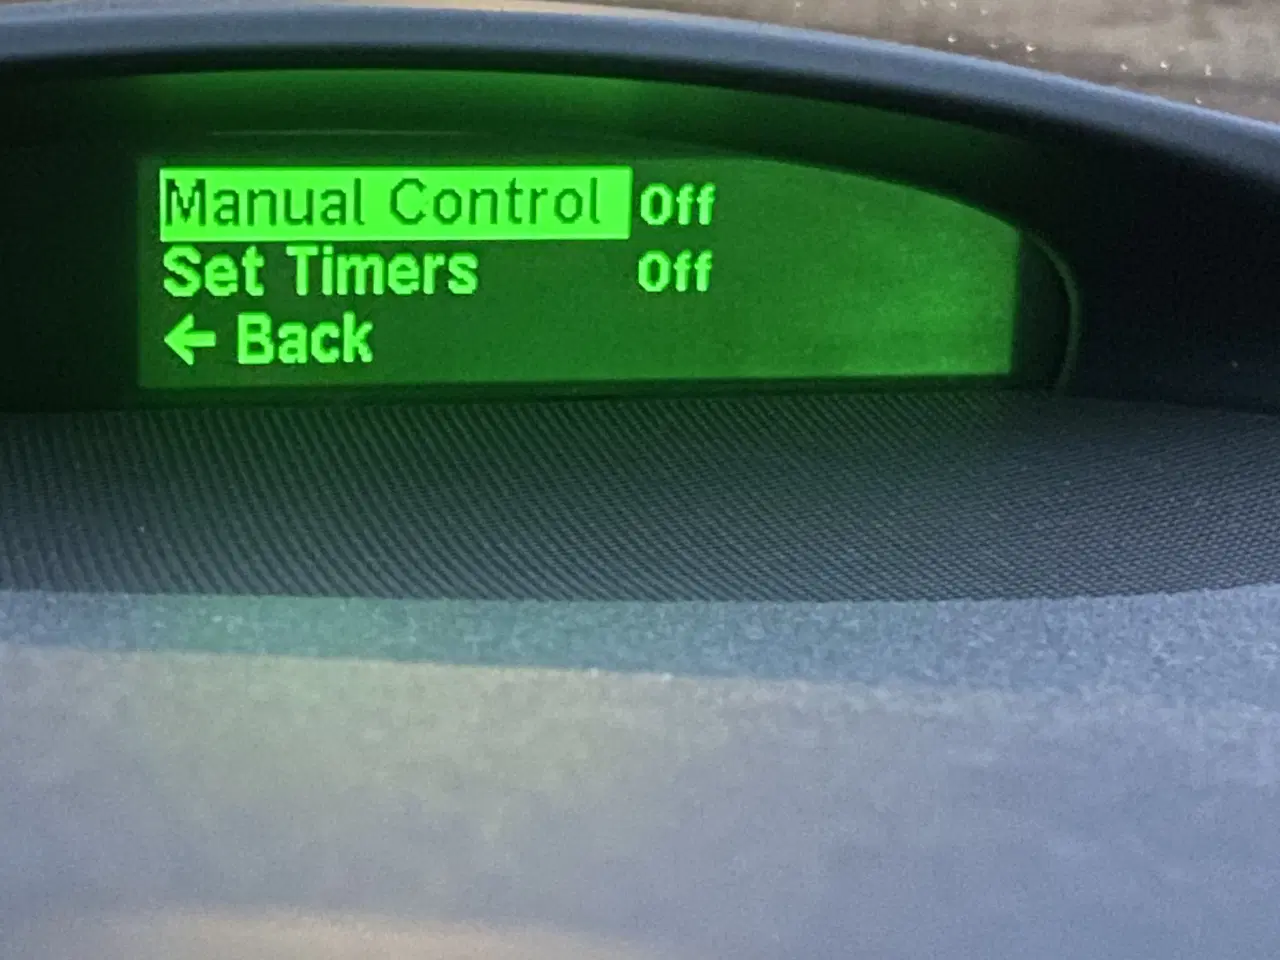 Manual Control Off
Set Timers Off
← Back